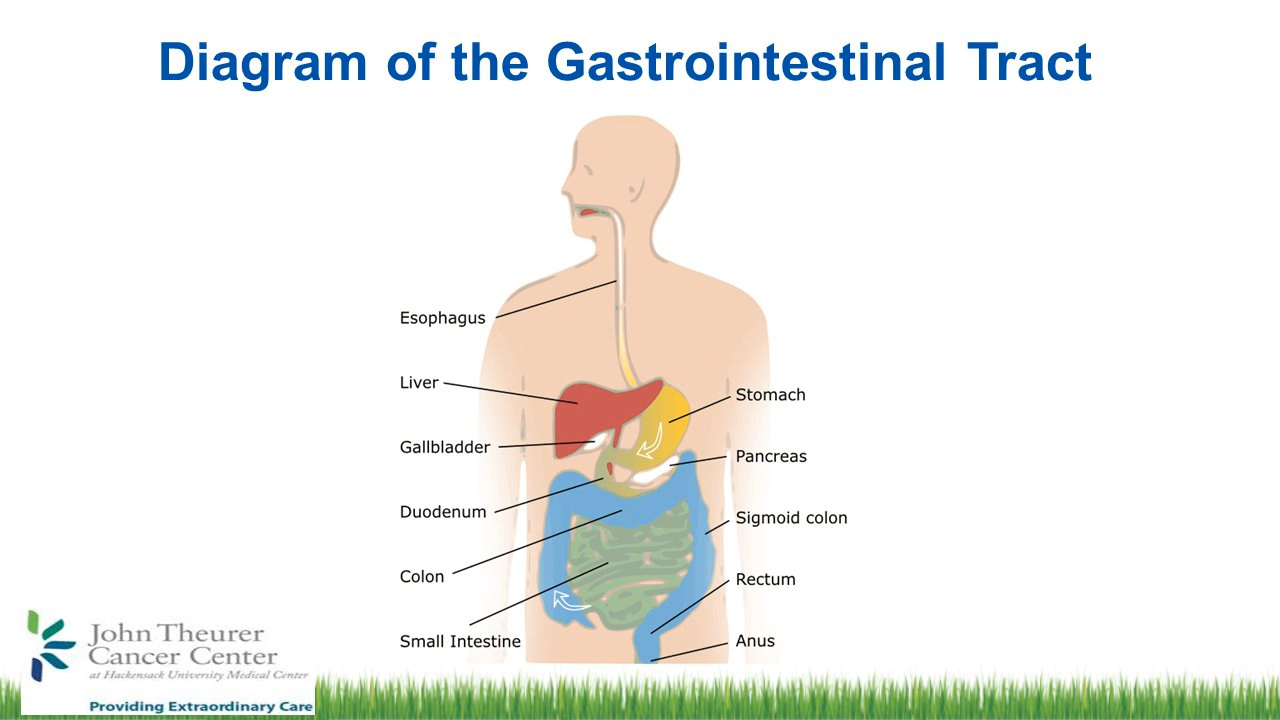 Diagram of the Gastrointestinal Tract
Esophagus
Liver
Gallbladder
Duodenum
Colon
Small Intestine
Stomach
Pancreas
Sigmoid colon
Rectum
Anus
John Theurer
Cancer Center
at Hackensack University Medical Center
Providing Extraordinary Care